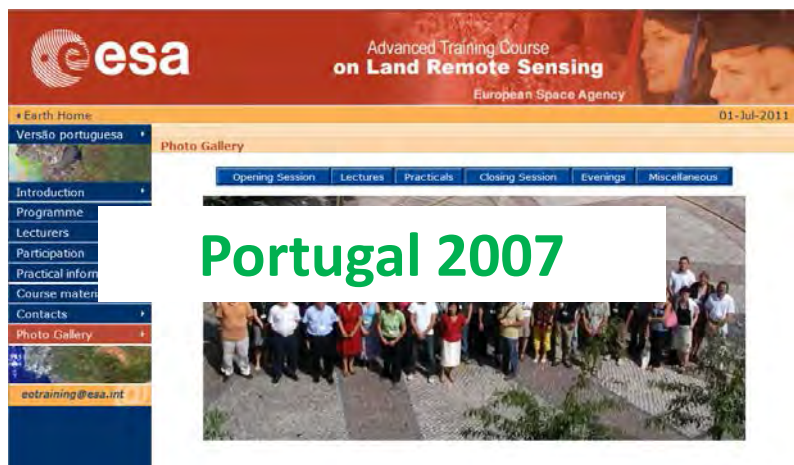 esa
Advanced Training Course
on Land Remote Sensing
European Space Agency
Earth Home
01-Jul-2011
Versão portuguesa
Photo Gallery
Opening Session Lectures Practicals Closing Session Evenings Miscellaneous
Introduction
Programme
Lecturers
Participation
Practical inform
Course materi
Contacts
Photo Gallery
eotraining@esa.int
Portugal 2007